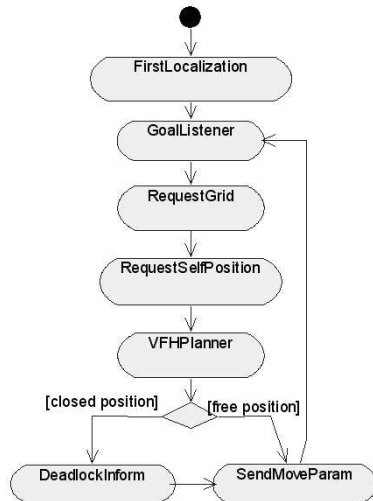 FirstLocalization
GoalListener
RequestGrid
RequestSelfPosition
VFHPlanner
[closed position]
[free position]
DeadlockInform
SendMoveParam